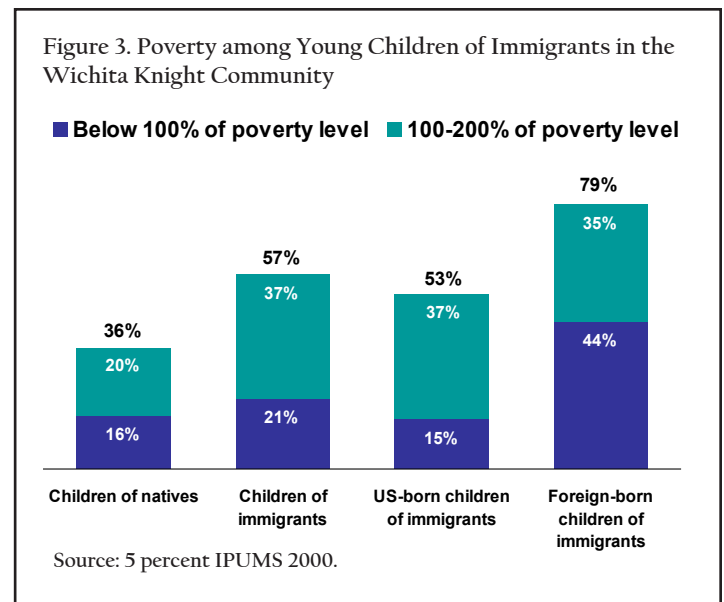 Figure 3. Poverty among Young Children of Immigrants in the
Wichita Knight Community
Below 100% of poverty level 100-200% of poverty level
79%
35%
57%
37%
53%
37%
44%
36%
20%
21%
16%
15%
Children of natives
Children of
immigrants
US-born children
of immigrants
Foreign-born
children of
immigrants
Source: 5 percent IPUMS 2000.